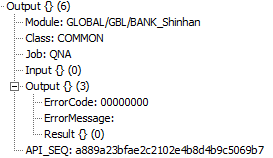 Output {} (6)
Module: GLOBAL/GBL/BANK_Shinhan
Class: COMMON
Job: QNA
Input {} (0)
Output {} (3)
ErrorCode: 00000000
ErrorMessage:
Result {} (0)
API_SEQ: a889a23bfae2c2102e4b8d4b9c5069b7